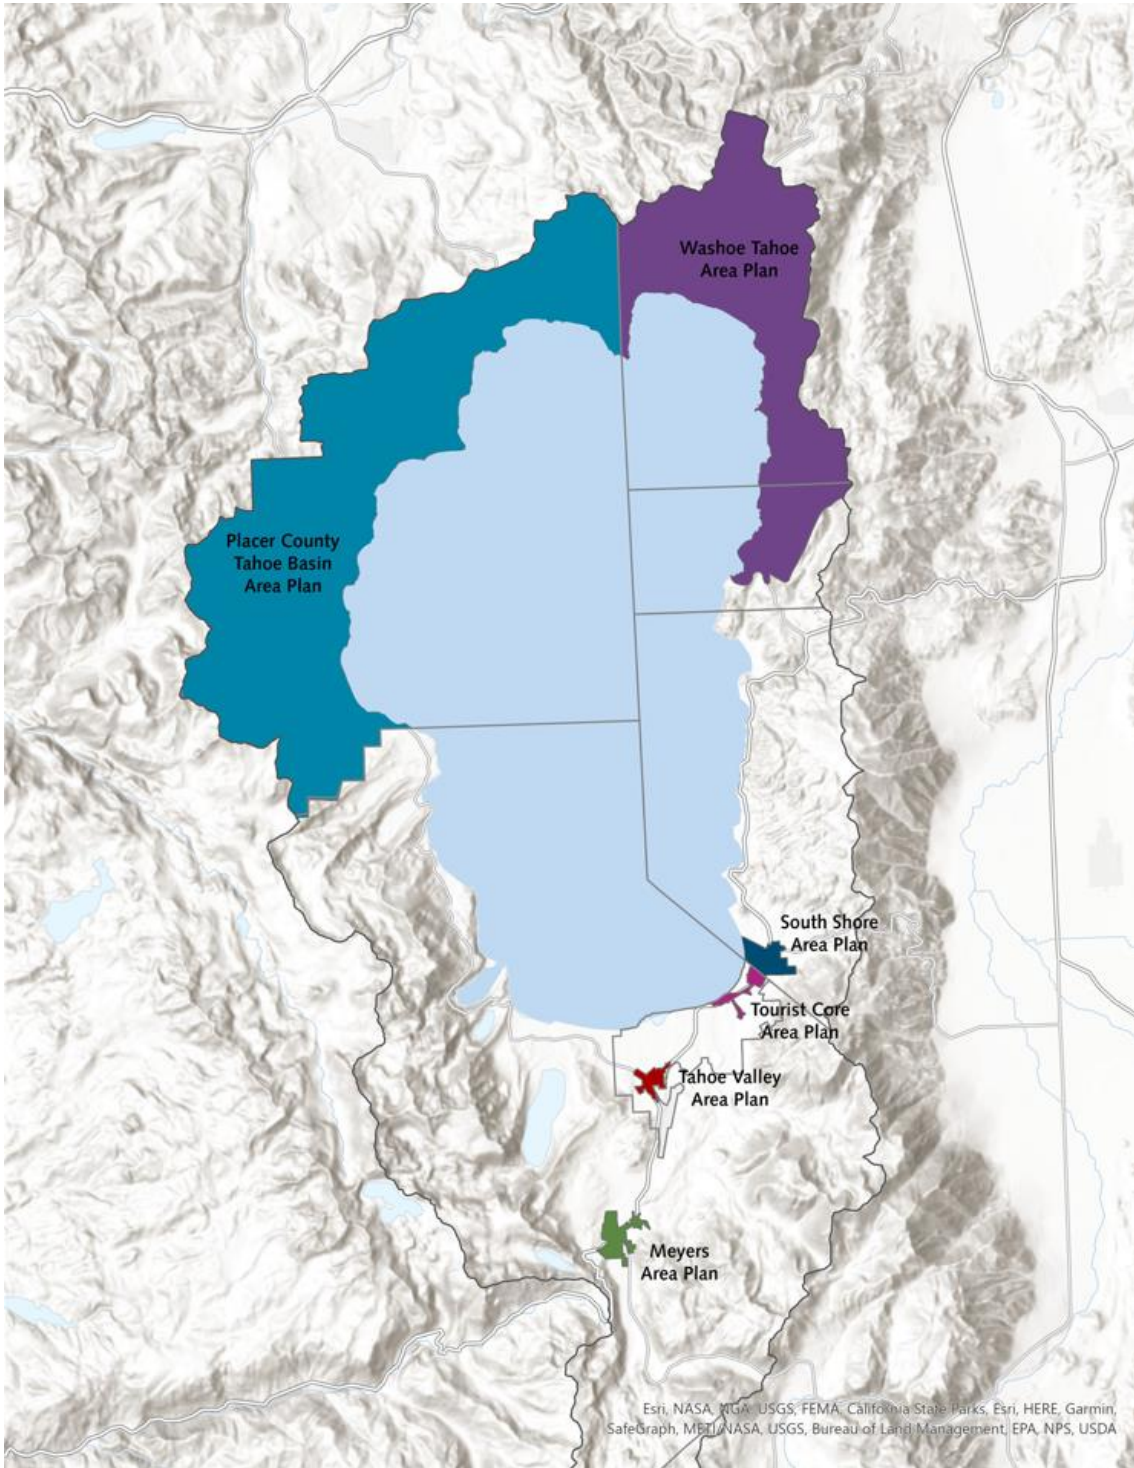 Washoe Tahoe
Area Plan
Placer County
Tahoe Basin
Area Plan
South Shore
Area Plan
Tourist Core
Area Plan
Tahoe Valley
Area Plan
Meyers
Area Plan
Esri, NASA, NGA, USGS, FEMA, California State Parks, Esri, HERE, Garmin,
SafeGraph, METI/NASA, USGS, Bureau of Land Management, EPA, NPS, USDA